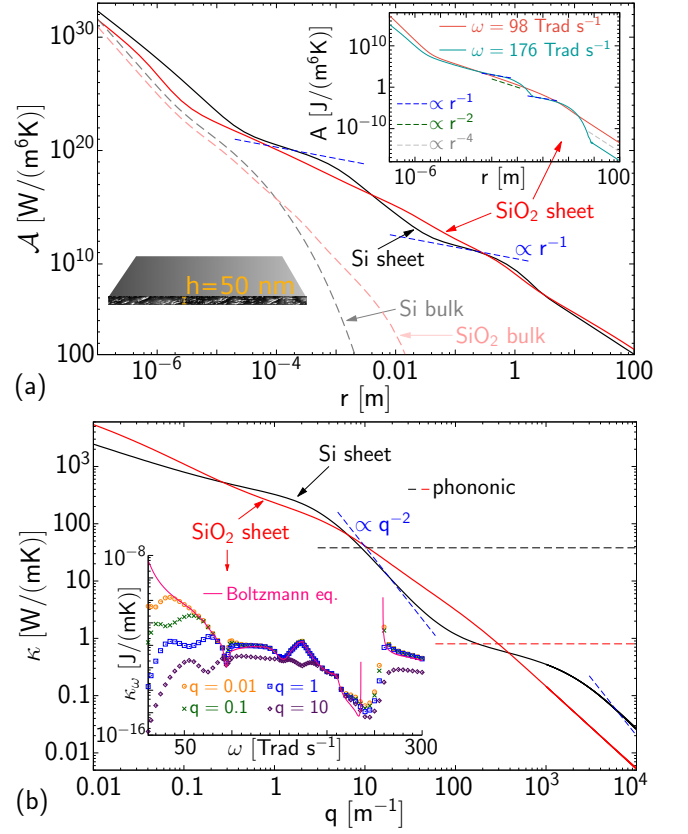 10³⁰
10²⁰
10¹⁰
100
𝒜 [W/(m⁶K)]
10⁻⁶
10⁻⁴
0.01
1
100
r [m]
(a)
ω = 98 Trad s⁻¹
ω = 176 Trad s⁻¹
10¹⁰
1
10⁻¹⁰
A [J/(m⁶K)]
∝ r⁻¹
∝ r⁻²
∝ r⁻⁴
10⁻⁶
1
100
r [m]
SiO₂ sheet
Si sheet
∝ r⁻¹
h=50 nm
Si bulk
SiO₂ bulk
10³
100
10
1
0.1
0.01
κ [W/(mK)]
Si sheet
phononic
∝ q⁻²
SiO₂ sheet
10⁻⁸
Boltzmann eq.
κω [J/(mK)]
q = 0.01
q = 1
q = 0.1
q = 10
10⁻¹⁶
50
ω [Trad s⁻¹]
300
0.01
0.1
1
10
100
10³
10⁴
q [m⁻¹]
(b)